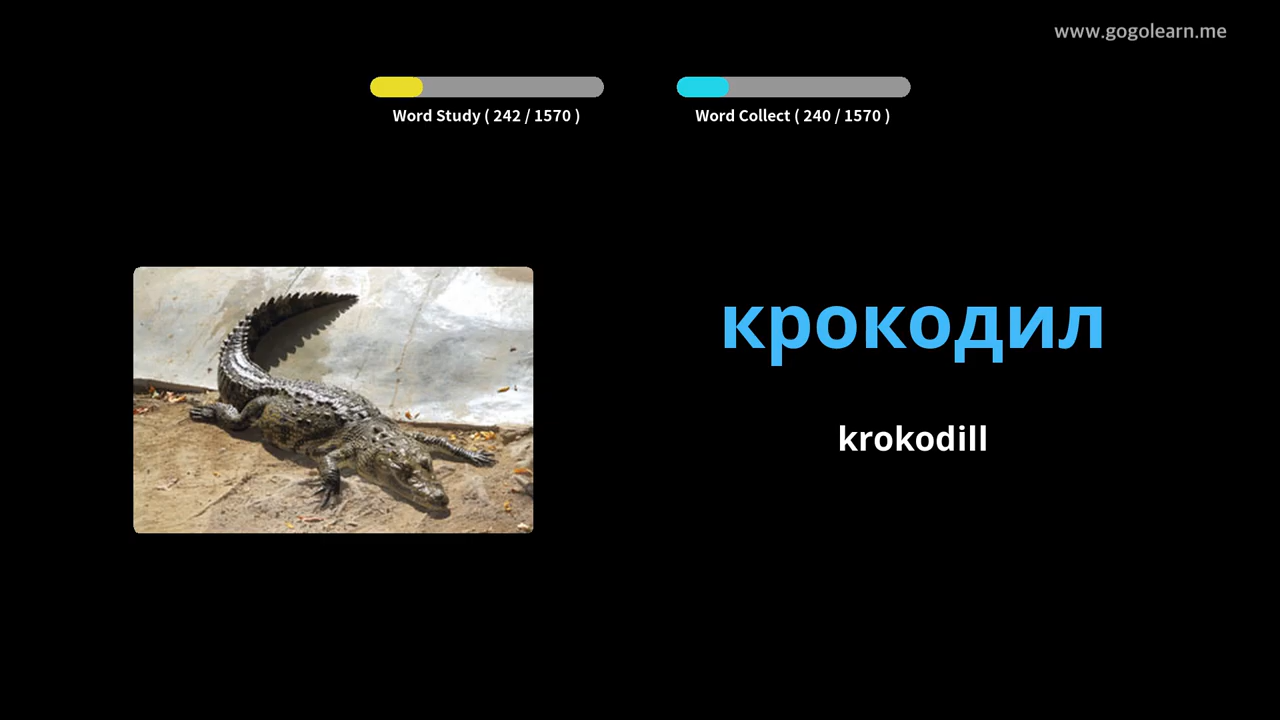 www.gogolearn.me
Word Study ( 242 / 1570 )
Word Collect ( 240 / 1570 )
крокодил
krokodill